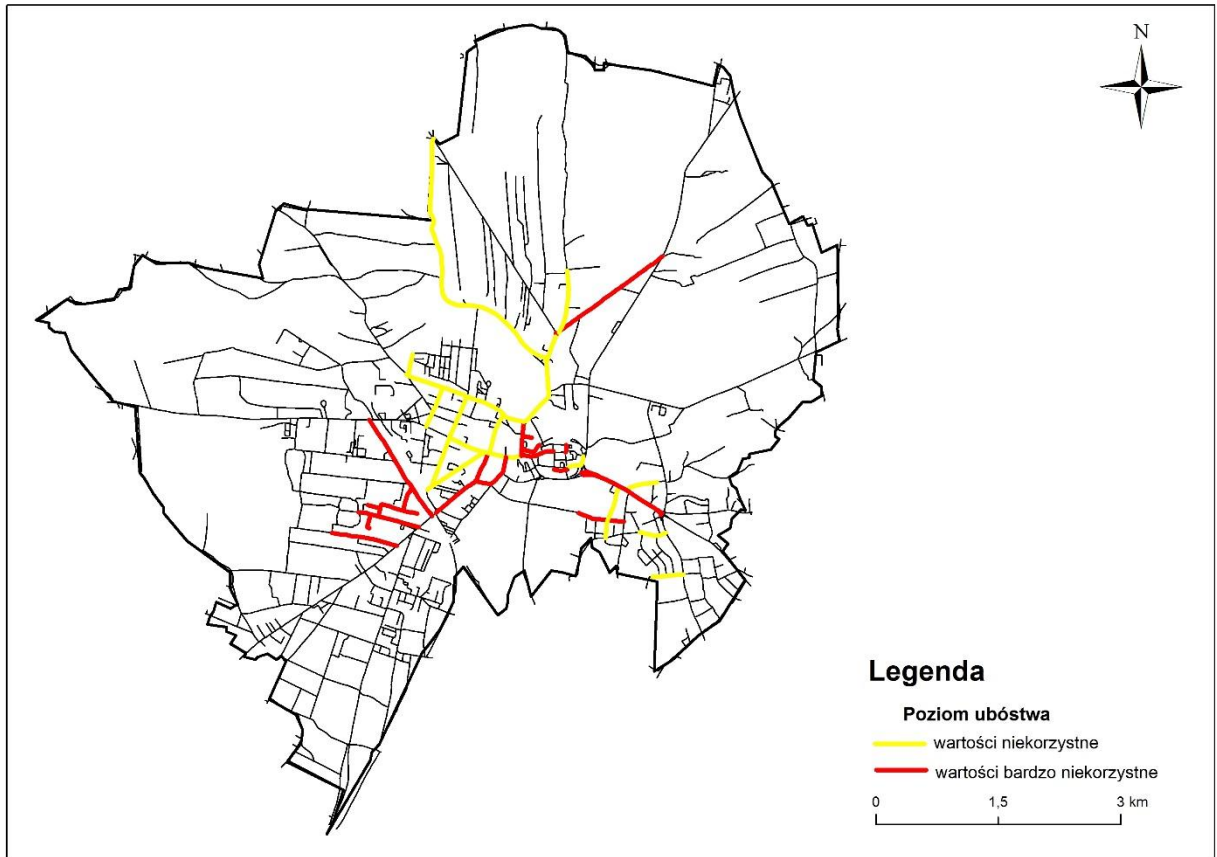 N
Legenda
Poziom ubóstwa
wartości niekorzystne
wartości bardzo niekorzystne
0 1,5 3 km